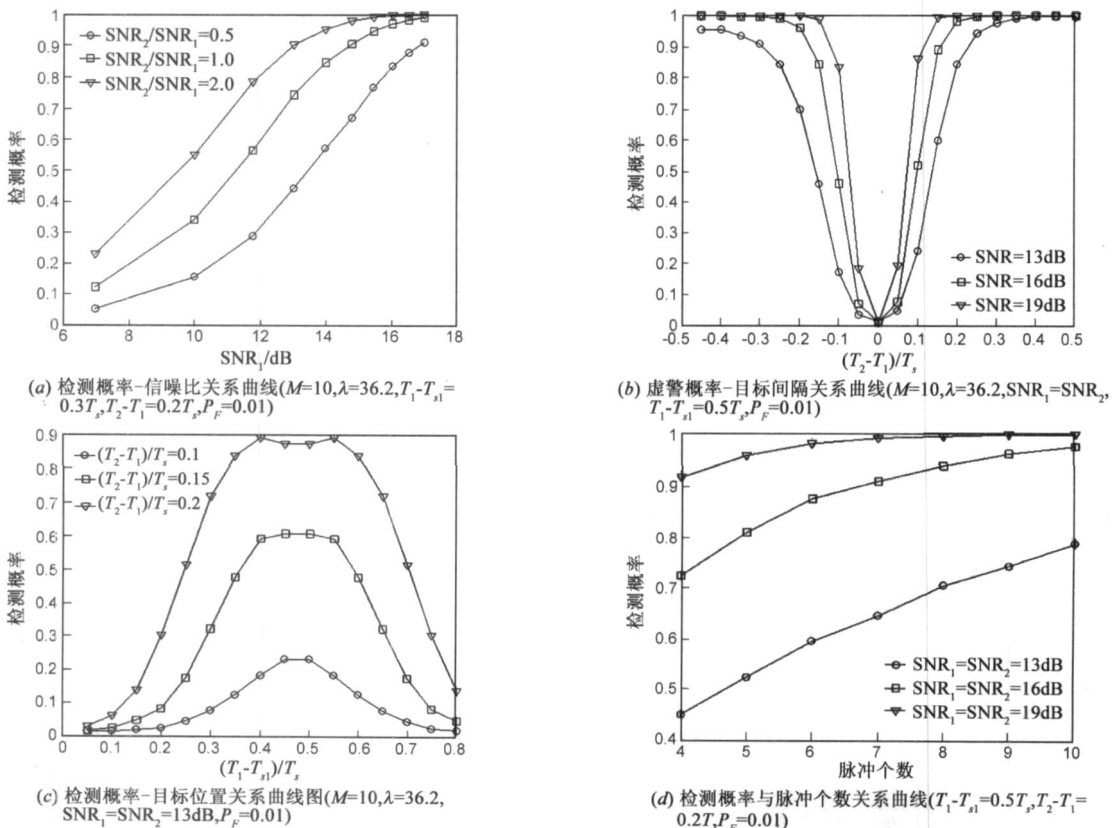 1
0.9
0.8
0.7
0.6
0.5
0.4
0.3
0.2
0.1
0
检测概率
SNR₂/SNR₁=0.5
SNR₂/SNR₁=1.0
SNR₂/SNR₁=2.0
6 8 10 12 14 16 18
SNR₁/dB
(a) 检测概率-信噪比关系曲线(M=10,λ=36.2,T₁-Tₛ₁=
0.3Tₛ,T₂-T₁=0.2Tₛ,P_F=0.01)
1
0.9
0.8
0.7
0.6
0.5
0.4
0.3
0.2
0.1
0
检测概率
SNR=13dB
SNR=16dB
SNR=19dB
-0.5 -0.4 -0.3 -0.2 -0.1 0 0.1 0.2 0.3 0.4 0.5
(T₂-T₁)/Tₛ
(b) 虚警概率-目标间隔关系曲线(M=10,λ=36.2,SNR₁=SNR₂,
T₁-Tₛ₁=0.5Tₛ,P_F=0.01)
0.9
0.8
0.7
0.6
0.5
0.4
0.3
0.2
0.1
0
检测概率
(T₂-T₁)/Tₛ=0.1
(T₂-T₁)/Tₛ=0.15
(T₂-T₁)/Tₛ=0.2
0 0.1 0.2 0.3 0.4 0.5 0.6 0.7 0.8
(T₁-Tₛ₁)/Tₛ
(c) 检测概率-目标位置关系曲线图(M=10,λ=36.2,
SNR₁=SNR₂=13dB,P_F=0.01)
1
0.9
0.8
0.7
0.6
0.5
0.4
检测概率
SNR₁=SNR₂=13dB
SNR₁=SNR₂=16dB
SNR₁=SNR₂=19dB
4 5 6 7 8 9 10
脉冲个数
(d) 检测概率与脉冲个数关系曲线(T₁-Tₛ₁=0.5Tₛ,T₂-T₁=
0.2T,P_F=0.01)